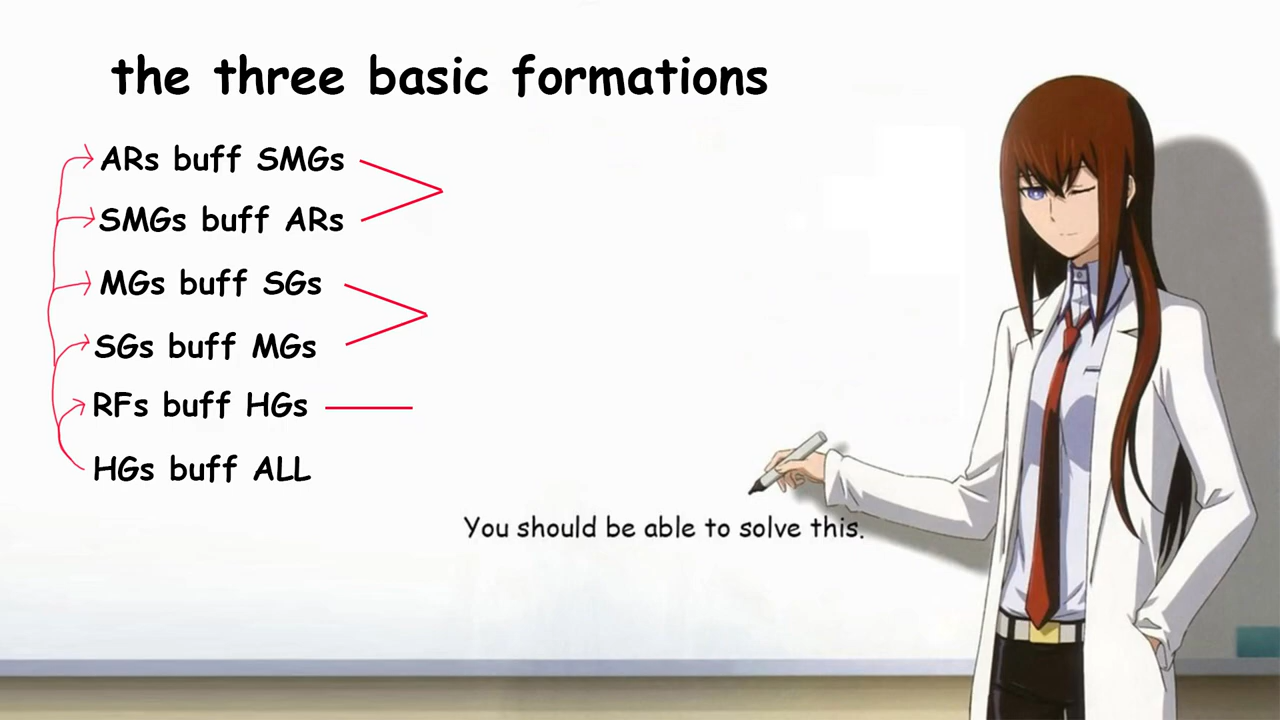 the three basic formations
ARs buff SMGs
SMGs buff ARs
MGs buff SGs
SGs buff MGs
RFs buff HGs
HGs buff ALL
You should be able to solve this.